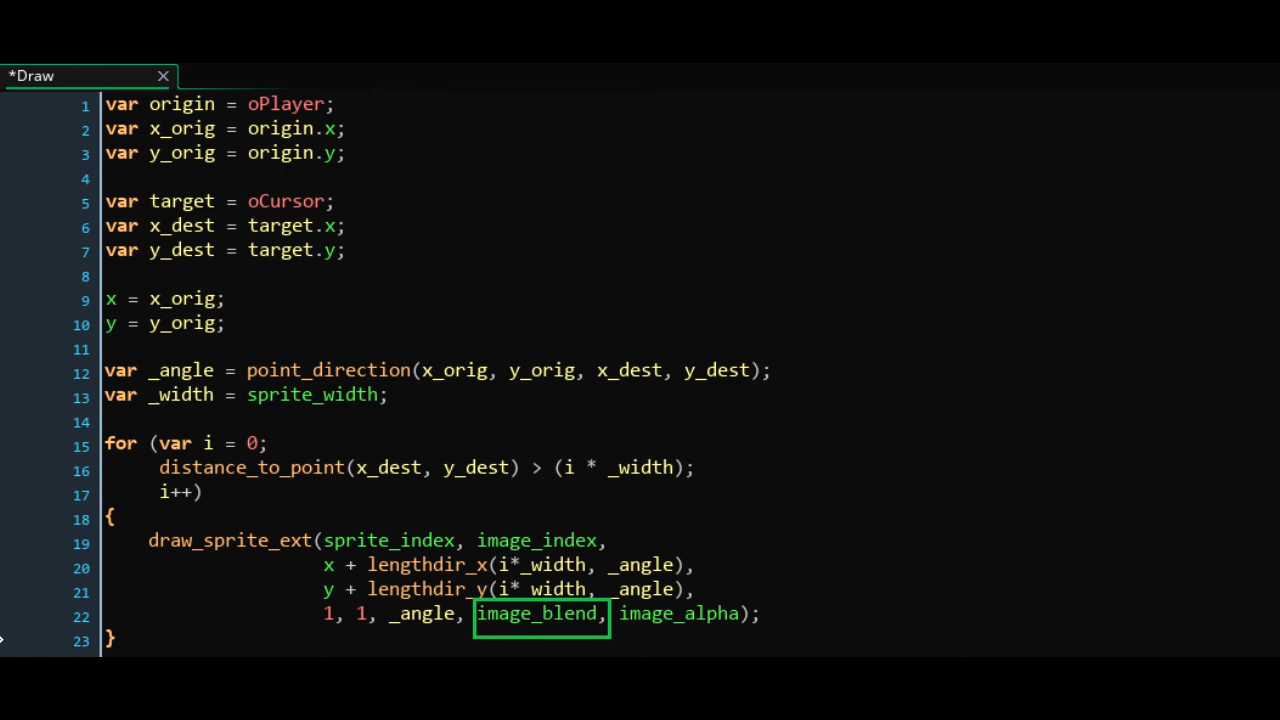 *Draw
1 var origin = oPlayer;
2 var x_orig = origin.x;
3 var y_orig = origin.y;
4
5 var target = oCursor;
6 var x_dest = target.x;
7 var y_dest = target.y;
8
9 x = x_orig;
10 y = y_orig;
11
12 var _angle = point_direction(x_orig, y_orig, x_dest, y_dest);
13 var _width = sprite_width;
14
15 for (var i = 0;
16 distance_to_point(x_dest, y_dest) > (i * _width);
17 i++)
18 {
19 draw_sprite_ext(sprite_index, image_index,
20 x + lengthdir_x(i*_width, _angle),
21 y + lengthdir_y(i*_width, _angle),
22 1, 1, _angle, image_blend, image_alpha);
23 }